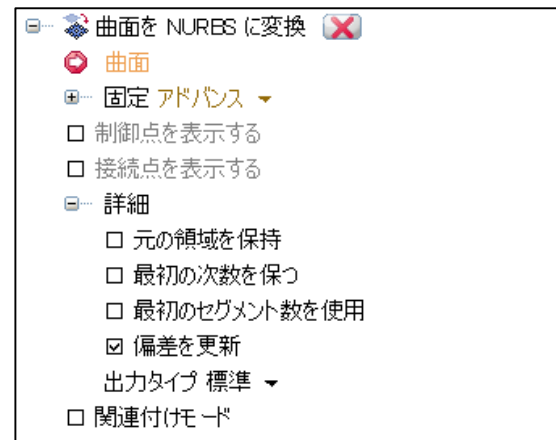 曲面を NURBS に変換
曲面
固定 アドバンス
制御点を表示する
接続点を表示する
詳細
元の領域を保持
最初の次数を保つ
最初のセグメント数を使用
偏差を更新
出力タイプ 標準
関連付けモード